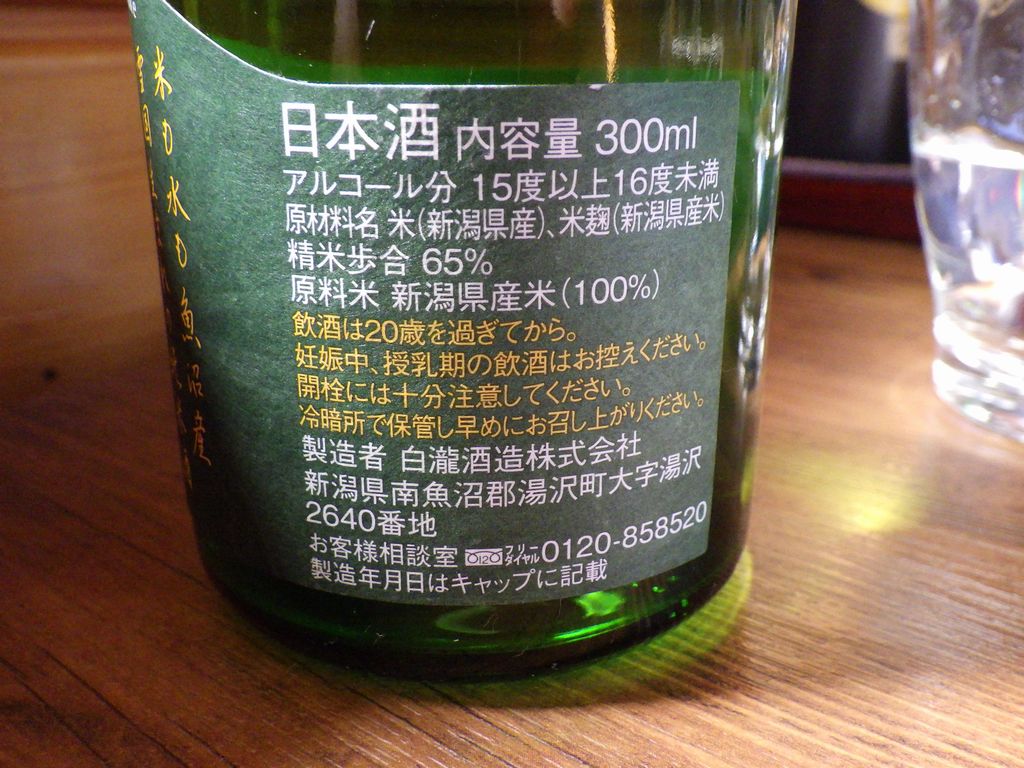 日本酒 内容量 300ml
アルコール分 15度以上16度未満
原材料名 米(新潟県産)、米麹(新潟県産米)
精米歩合 65%
原料米 新潟県産米(100%)
飲酒は20歳を過ぎてから。
妊娠中、授乳期の飲酒はお控えください。
開栓には十分注意してください。
冷暗所で保管し早めにお召し上がりください。
製造者 白瀧酒造株式会社
新潟県南魚沼郡湯沢町大字湯沢
2640番地
お客様相談室 フリーダイヤル0120-858520
製造年月日はキャップに記載
米も水も魚沼産